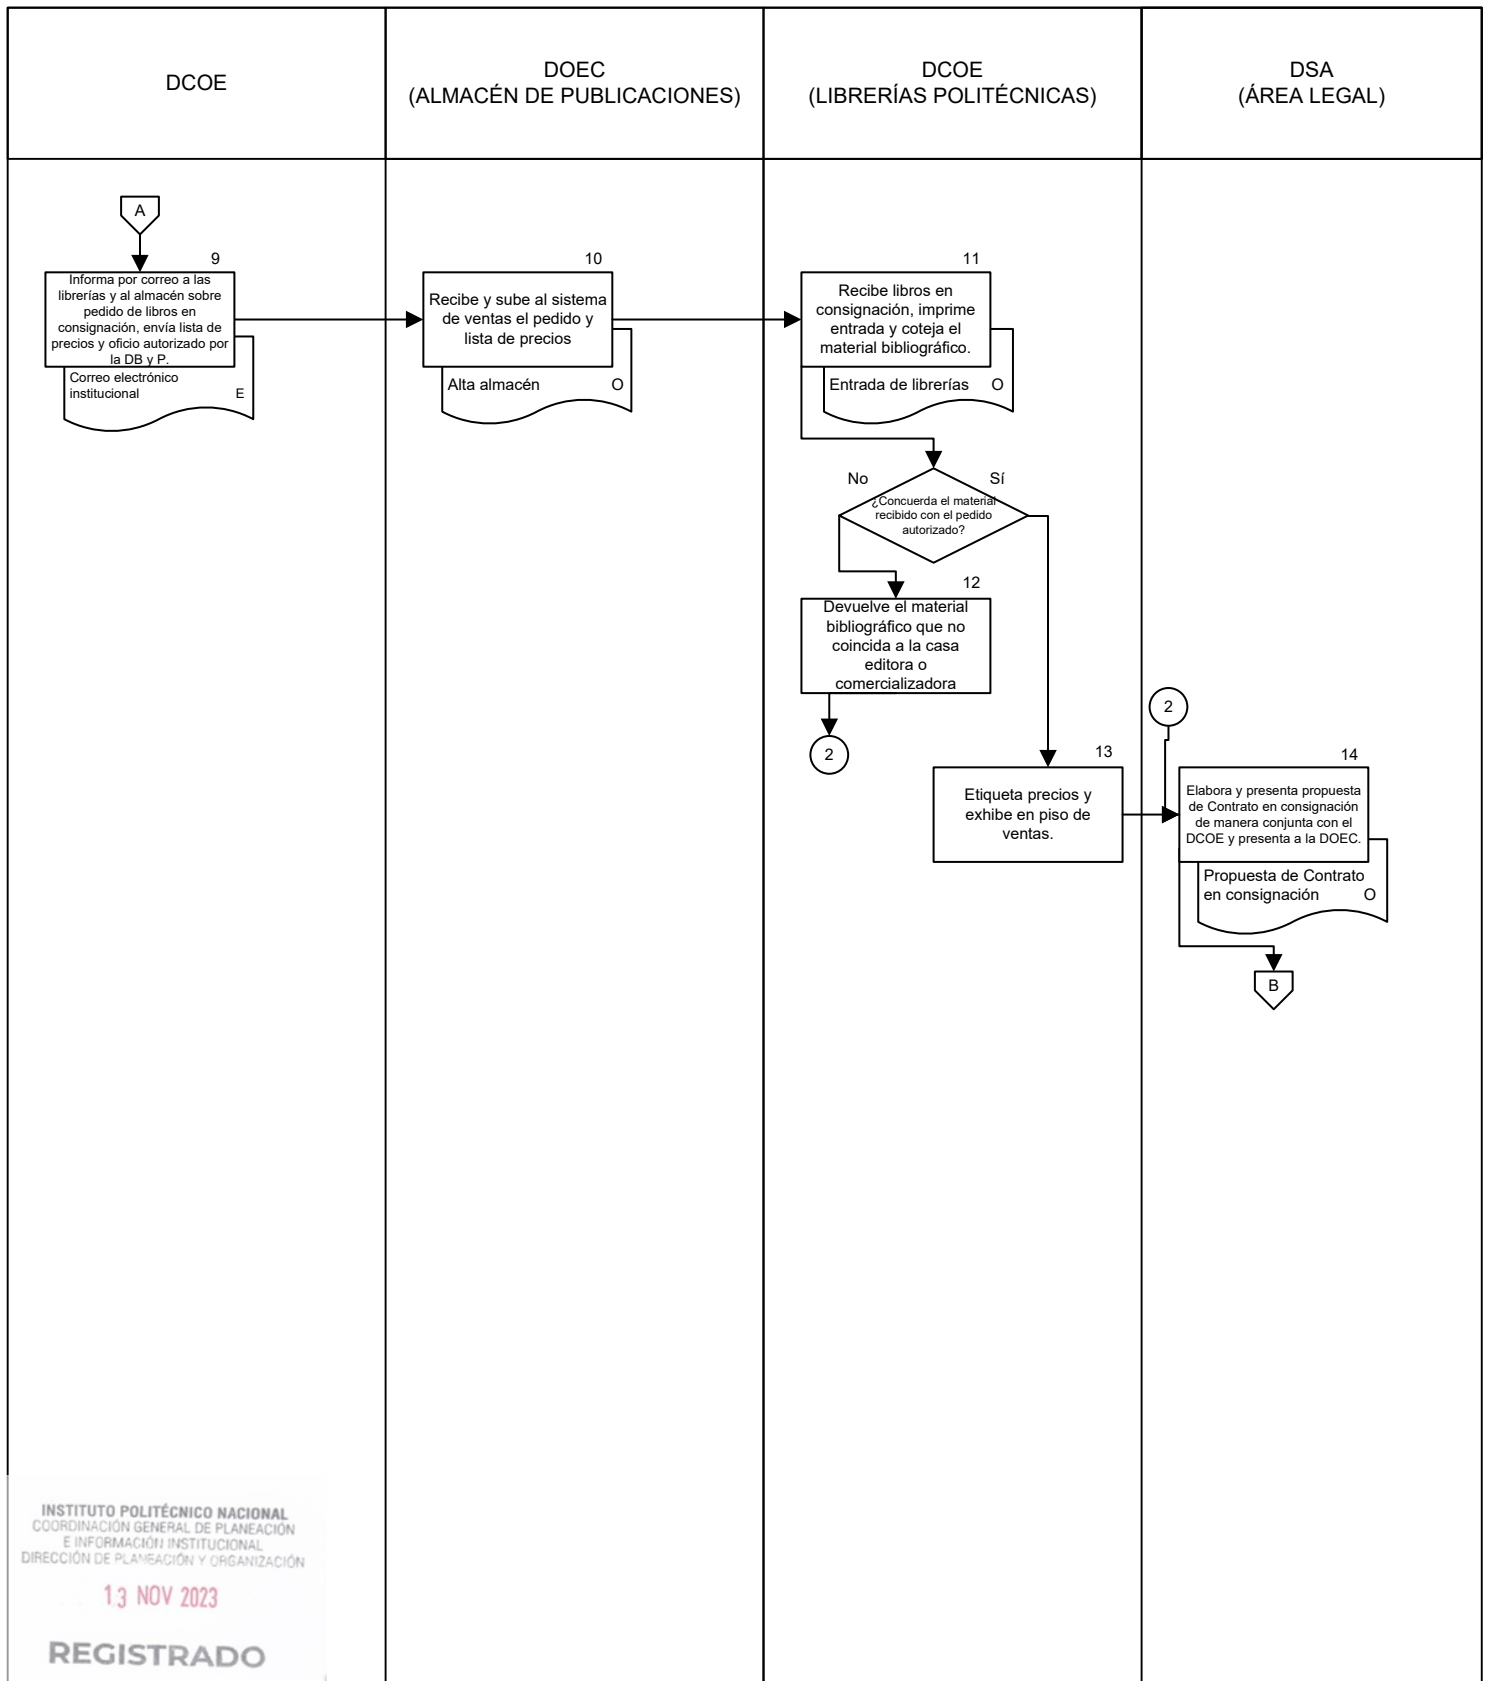 DCOE
DOEC
(ALMACÉN DE PUBLICACIONES)
DCOE
(LIBRERÍAS POLITÉCNICAS)
DSA
(ÁREA LEGAL)
A
9
Informa por correo a las
librerías y al almacén sobre
pedido de libros en
consignación, envía lista de
precios y oficio autorizado por
la DB y P.
Correo electrónico
institucional E
10
Recibe y sube al sistema
de ventas el pedido y
lista de precios
Alta almacén O
11
Recibe libros en
consignación, imprime
entrada y coteja el
material bibliográfico.
Entrada de librerías O
No
Sí
¿Concuerda el material
recibido con el pedido
autorizado?
12
Devuelve el material
bibliográfico que no
coincida a la casa
editora o
comercializadora
2
13
Etiqueta precios y
exhibe en piso de
ventas.
2
14
Elabora y presenta propuesta
de Contrato en consignación
de manera conjunta con el
DCOE y presenta a la DOEC.
Propuesta de Contrato
en consignación O
B
INSTITUTO POLITÉCNICO NACIONAL
COORDINACIÓN GENERAL DE PLANEACIÓN
E INFORMACIÓN INSTITUCIONAL
DIRECCIÓN DE PLANEACIÓN Y ORGANIZACIÓN
13 NOV 2023
REGISTRADO